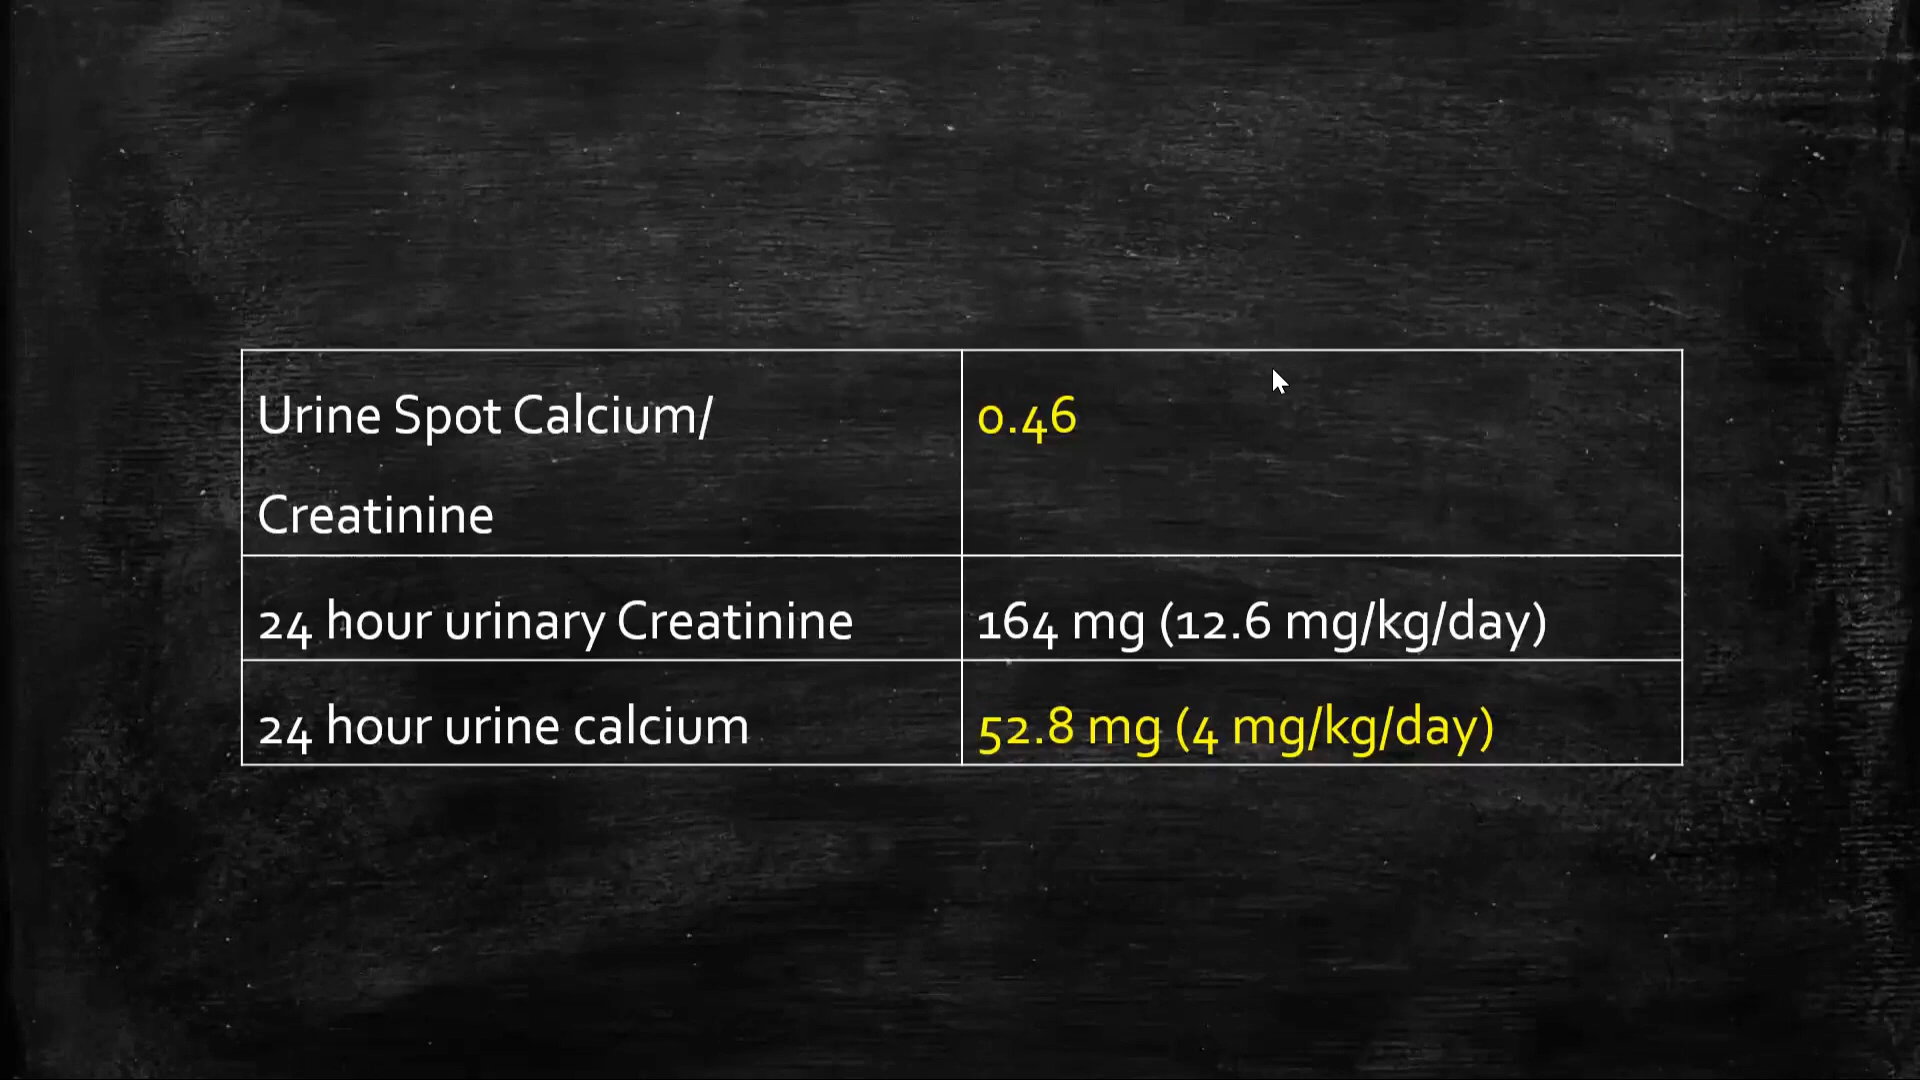 Urine Spot Calcium/
Creatinine
0.46
24 hour urinary Creatinine
164 mg (12.6 mg/kg/day)
24 hour urine calcium
52.8 mg (4 mg/kg/day)